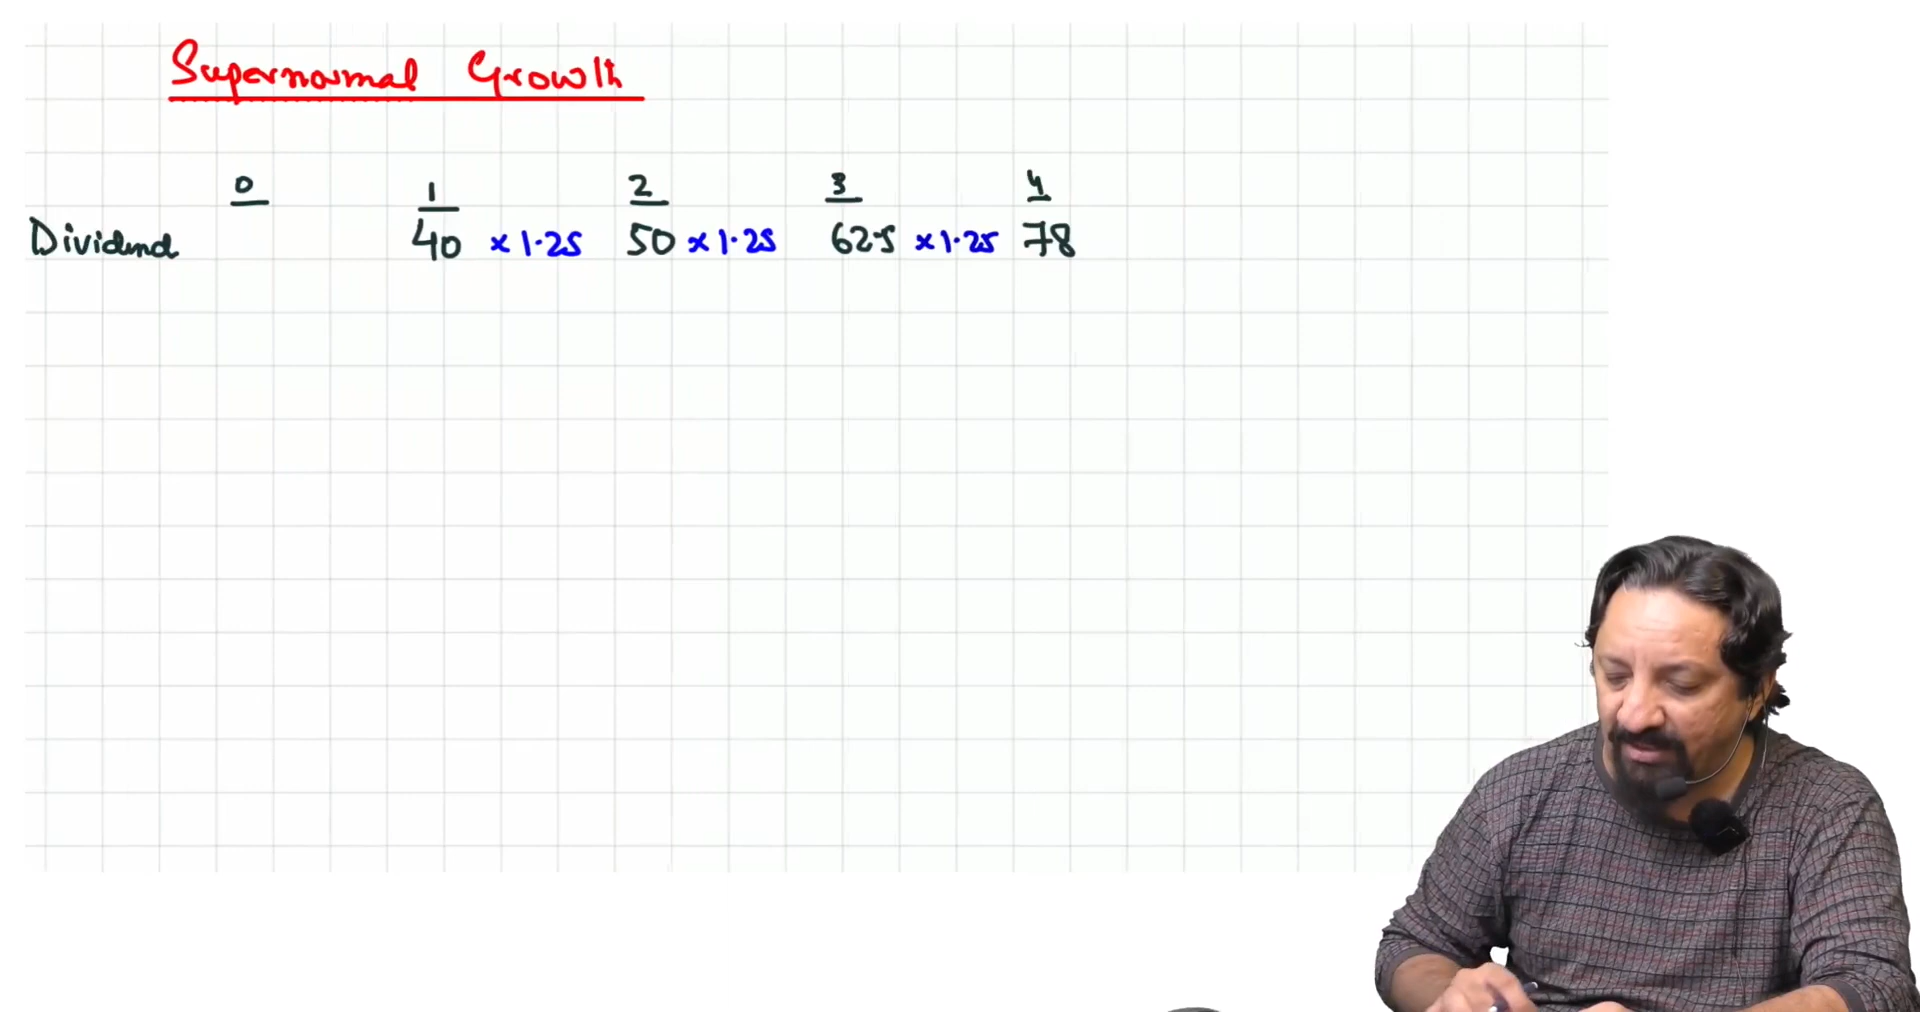 Supernormal Growth
0 1 2 3 4
Dividend 40 × 1.25 50 × 1.25 62.5 × 1.25 78